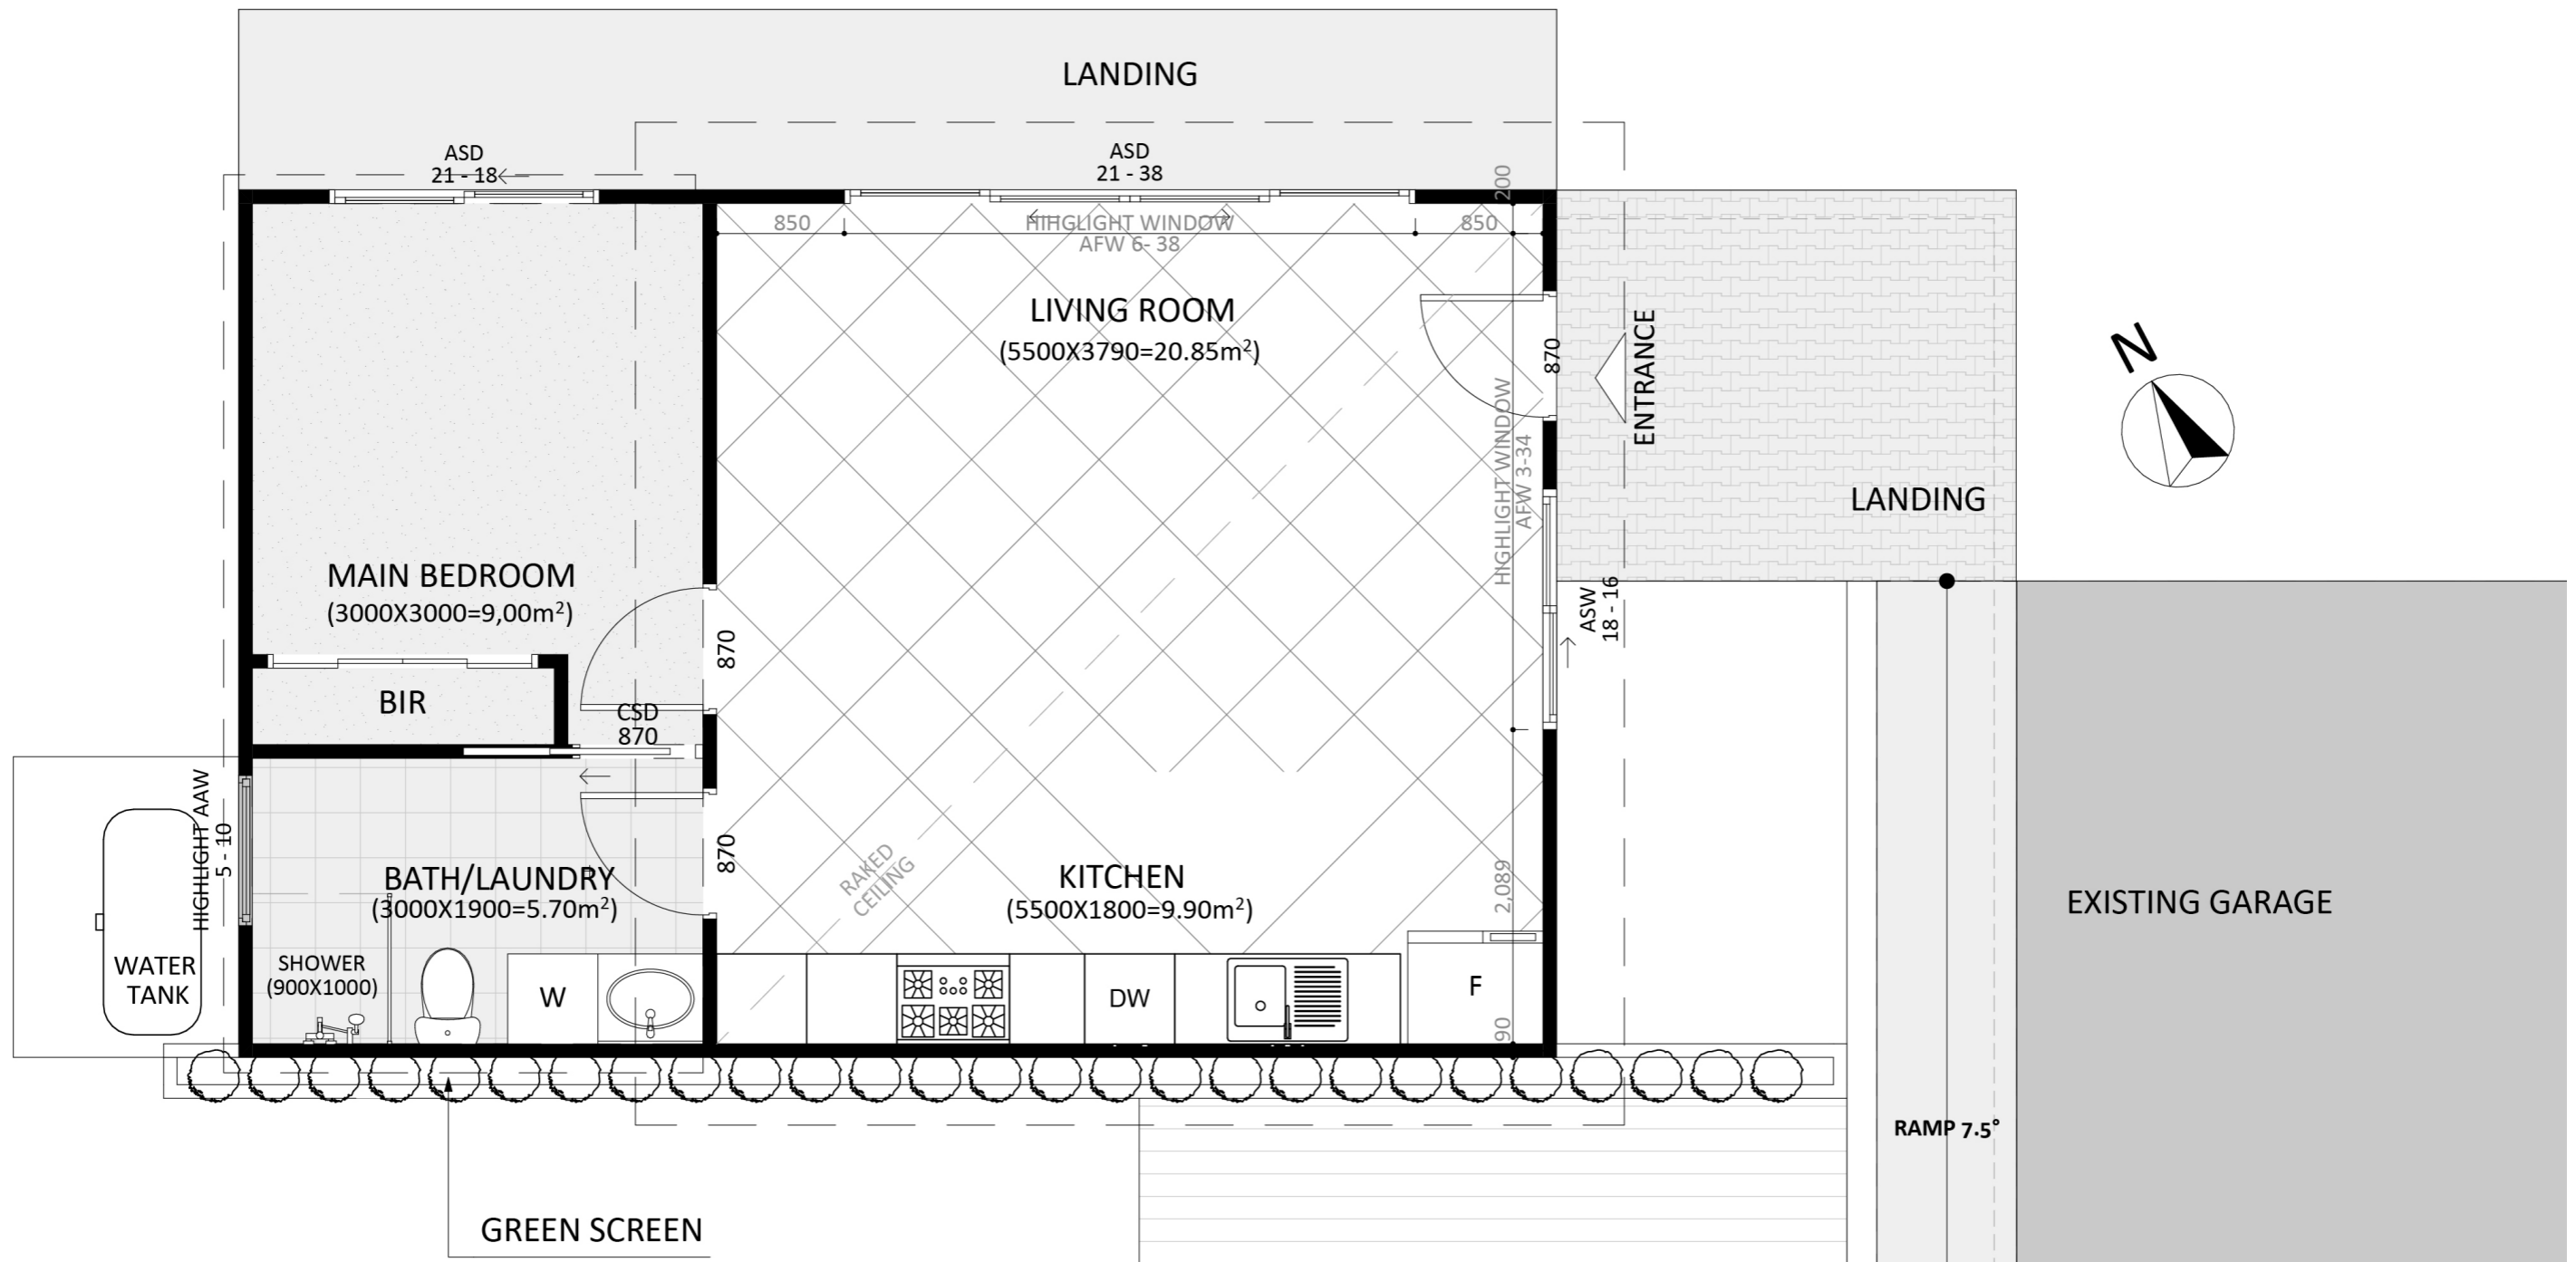 LANDING
ASD
21 - 18
ASD
21 - 38
200
850
HIHGLIGHT WINDOW
AFW 6- 38
850
LIVING ROOM
(5500X3790=20.85m²)
870
ENTRANCE
N
HIGHLIGHT WINDOW
AFW 3-34
LANDING
MAIN BEDROOM
(3000X3000=9,00m²)
870
ASW
18 - 16
BIR
CSD
870
HIGHLIGHT AAW
5 - 10
BATH/LAUNDRY
(3000X1900=5.70m²)
870
RAKED
CEILING
KITCHEN
(5500X1800=9.90m²)
2,089
EXISTING GARAGE
WATER
TANK
SHOWER
(900X1000)
W
DW
F
90
RAMP 7.5°
GREEN SCREEN